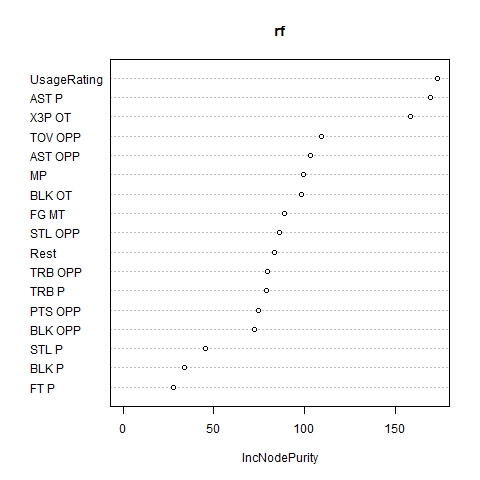 rf
UsageRating
AST P
X3P OT
TOV OPP
AST OPP
MP
BLK OT
FG MT
STL OPP
Rest
TRB OPP
TRB P
PTS OPP
BLK OPP
STL P
BLK P
FT P
0 50 100 150
IncNodePurity